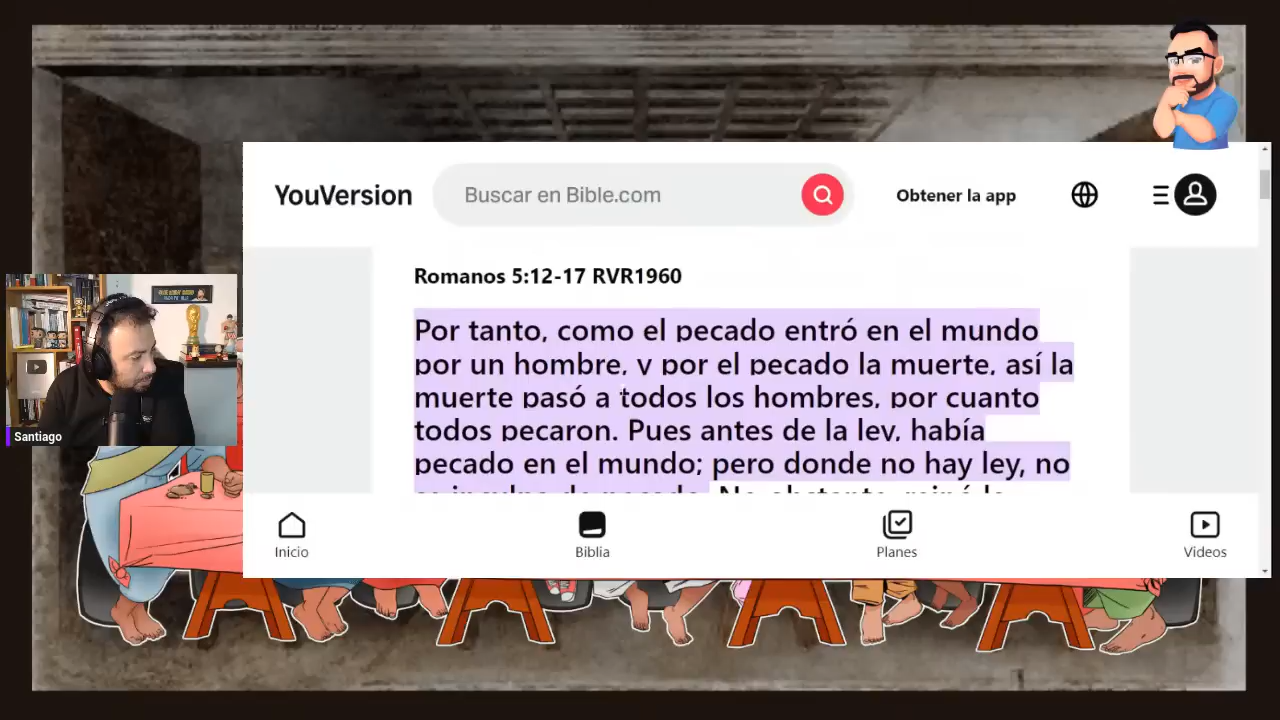 YouVersion
Buscar en Bible.com
Obtener la app
Romanos 5:12-17 RVR1960
Por tanto, como el pecado entró en el mundo
por un hombre, y por el pecado la muerte, así la
muerte pasó a todos los hombres, por cuanto
todos pecaron. Pues antes de la ley, había
pecado en el mundo; pero donde no hay ley, no
Santiago
Inicio
Biblia
Planes
Videos